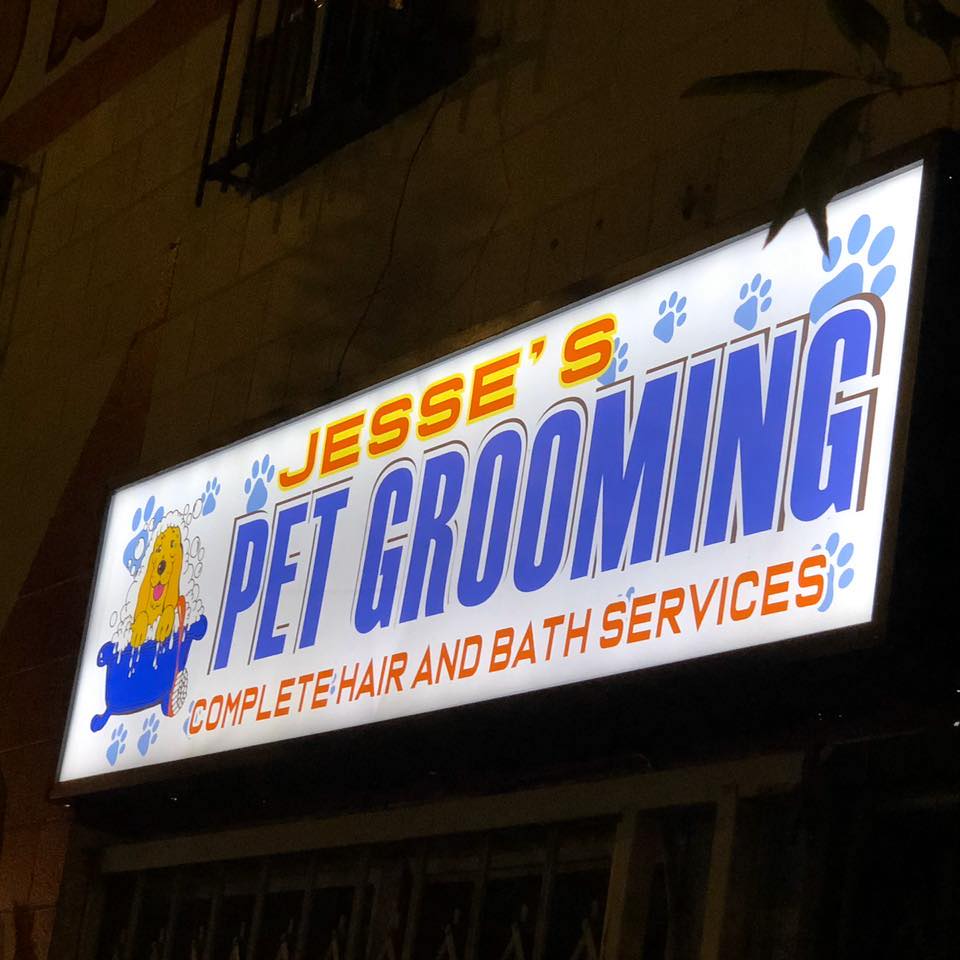 JESSE'S
PET GROOMING
COMPLETE HAIR AND BATH SERVICES